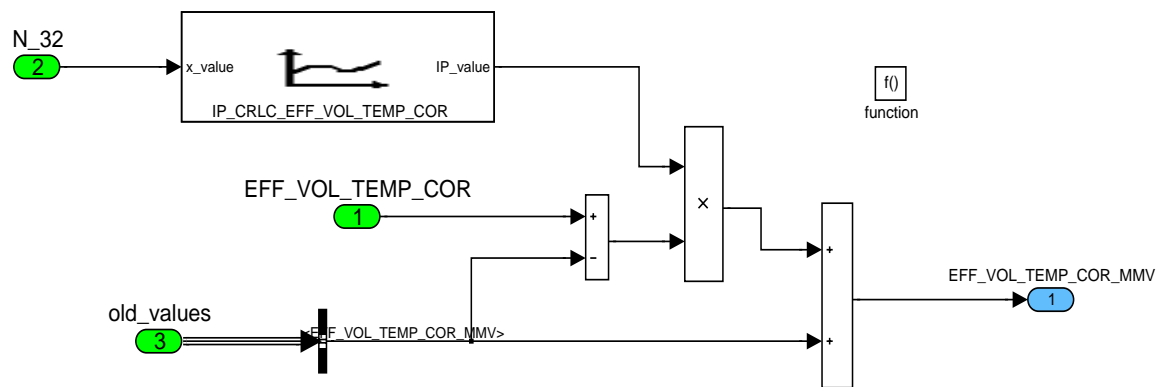 N_32
2
x_value
IP_value
IP_CRLC_EFF_VOL_TEMP_COR
f()
function
EFF_VOL_TEMP_COR
1
+
−
×
+
+
EFF_VOL_TEMP_COR_MMV
1
old_values
3
<EFF_VOL_TEMP_COR_MMV>